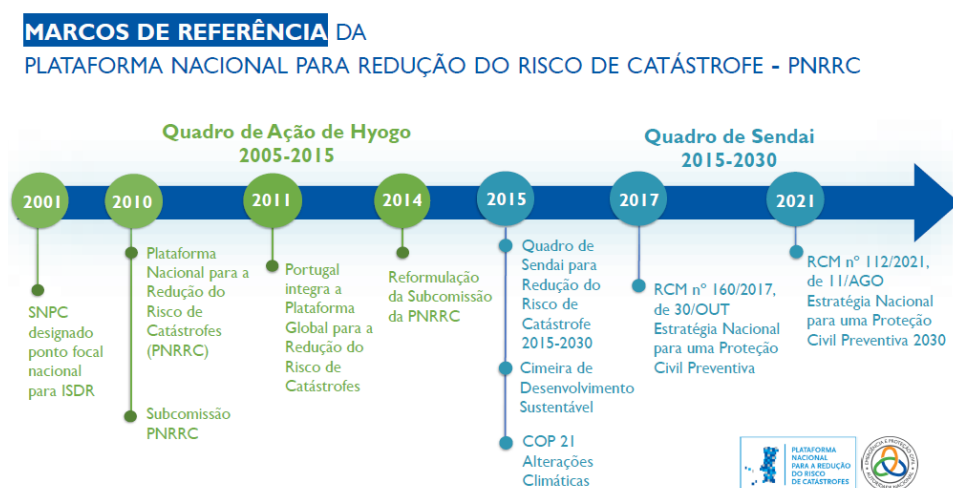 MARCOS DE REFERÊNCIA DA
PLATAFORMA NACIONAL PARA REDUÇÃO DO RISCO DE CATÁSTROFE - PNRRC
Quadro de Ação de Hyogo
2005-2015
Quadro de Sendai
2015-2030
2001
2010
2011
2014
2015
2017
2021
SNPC
designado
ponto focal
nacional
para ISDR
Plataforma
Nacional para a
Redução do
Risco de
Catástrofes
(PNRRC)
Subcomissão
PNRRC
Portugal
integra a
Plataforma
Global para a
Redução do
Risco de
Catástrofes
Reformulação
da Subcomissão
da PNRRC
Quadro de
Sendai para
Redução do
Risco de
Catástrofe
2015-2030
Cimeira de
Desenvolvimento
Sustentável
COP 21
Alterações
Climáticas
RCM nº 160/2017,
de 30/OUT
Estratégia Nacional
para uma Proteção
Civil Preventiva
RCM nº 112/2021,
de 11/AGO
Estratégia Nacional
para uma Proteção
Civil Preventiva 2030
PLATAFORMA
NACIONAL
PARA A REDUÇÃO
DO RISCO
DE CATÁSTROFES
EMERGÊNCIA E PROTEÇÃO CIVIL
AUTORIDADE NACIONAL